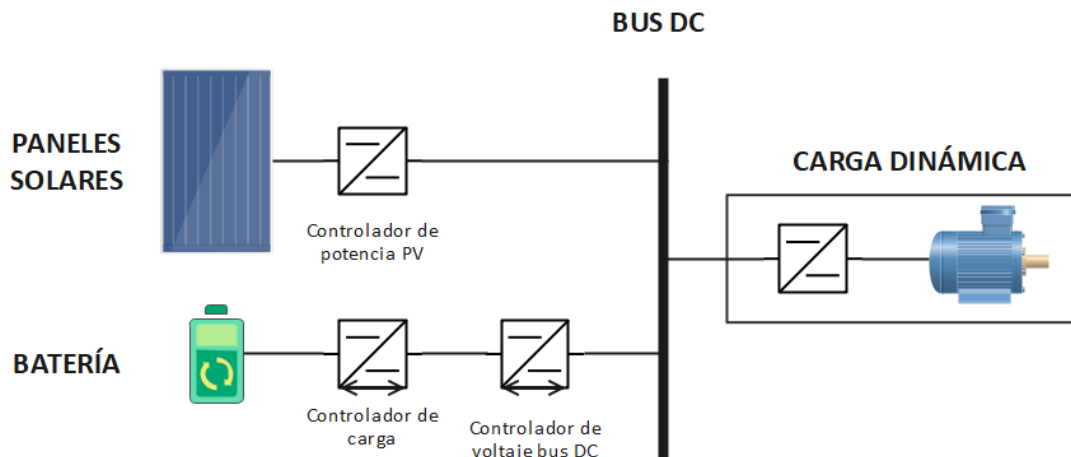 BUS DC
PANELES
SOLARES
CARGA DINÁMICA
Controlador de
potencia PV
BATERÍA
Controlador de
carga
Controlador de
voltaje bus DC